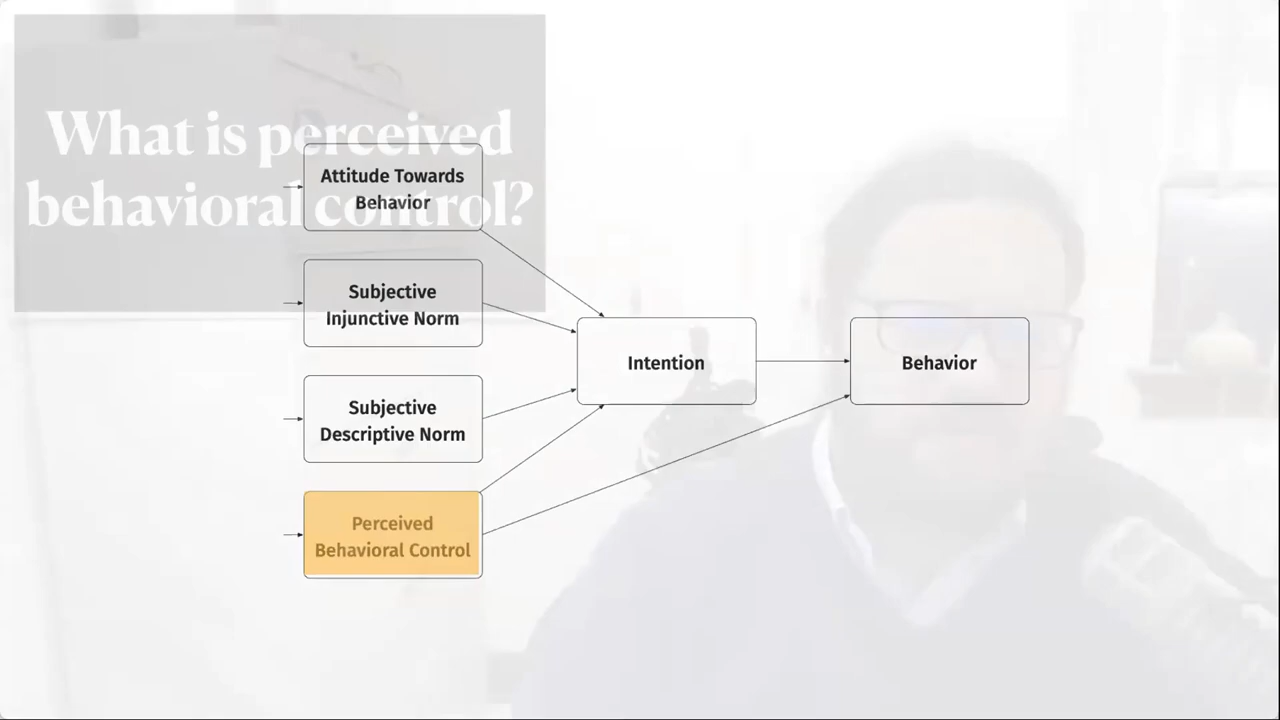 What is perceived
behavioral control?
Attitude Towards
Behavior
Subjective
Injunctive Norm
Subjective
Descriptive Norm
Perceived
Behavioral Control
Intention
Behavior